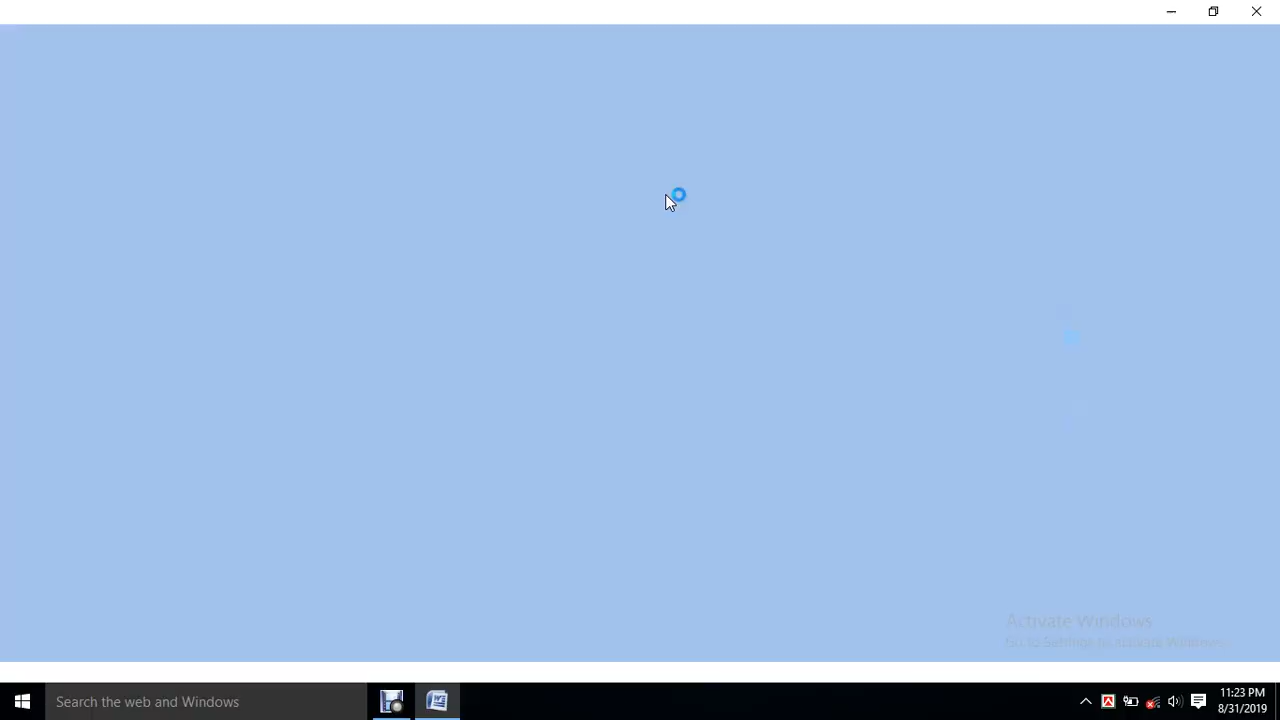 Activate Windows
Go to Settings to activate Windows.
Search the web and Windows
11:23 PM
8/31/2019